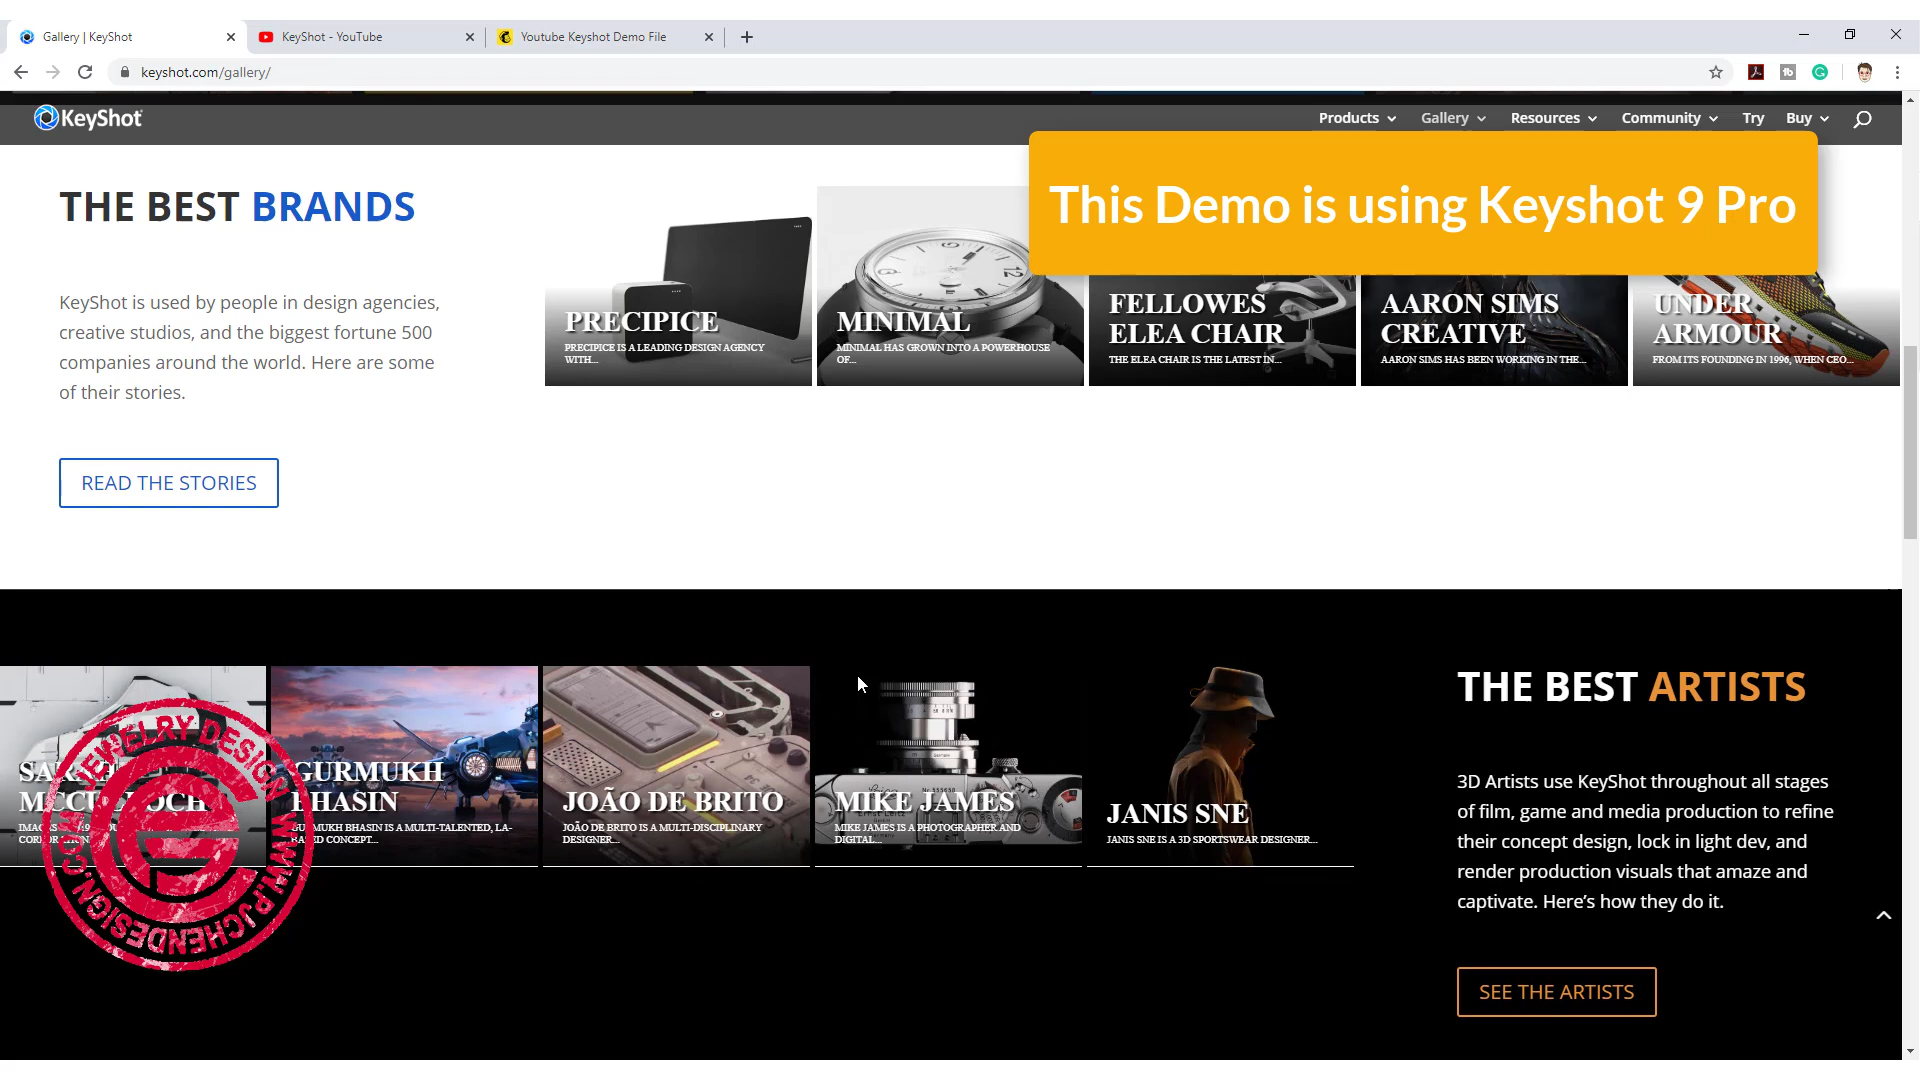 Gallery | KeyShot
KeyShot - YouTube
Youtube Keyshot Demo File
keyshot.com/gallery/
KeyShot
Products
Gallery
Resources
Community
Try
Buy
This Demo is using Keyshot 9 Pro
THE BEST BRANDS
KeyShot is used by people in design agencies,
creative studios, and the biggest fortune 500
companies around the world. Here are some
of their stories.
READ THE STORIES
PRECIPICE
PRECIPICE IS A LEADING DESIGN AGENCY
WITH...
MINIMAL
MINIMAL HAS GROWN INTO A POWERHOUSE
OF...
FELLOWES
ELEA CHAIR
THE ELEA CHAIR IS THE LATEST IN...
AARON SIMS
CREATIVE
AARON SIMS HAS BEEN WORKING IN THE...
UNDER
ARMOUR
FROM ITS FOUNDING IN 1996, WHEN CEO...
GURMUKH
BHASIN
GURMUKH BHASIN IS A MULTI-TALENTED, LA-
BASED CONCEPT...
JOÃO DE BRITO
JOÃO DE BRITO IS A MULTI-DISCIPLINARY
DESIGNER...
MIKE JAMES
MIKE JAMES IS A PHOTOGRAPHER AND
DIGITAL...
JANIS SNE
JANIS SNE IS A 3D SPORTSWEAR DESIGNER...
THE BEST ARTISTS
3D Artists use KeyShot throughout all stages
of film, game and media production to refine
their concept design, lock in light dev, and
render production visuals that amaze and
captivate. Here's how they do it.
SEE THE ARTISTS
JEWELRY DESIGN
WWW.PJCHENDESIGN.COM